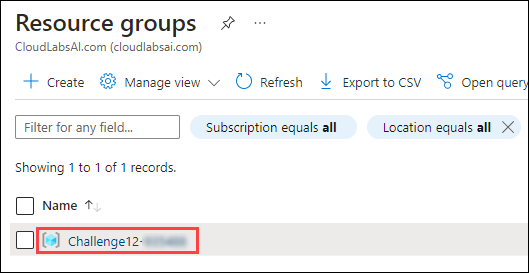 Resource groups
CloudLabsAI.com (cloudlabsai.com)
Create Manage view Refresh Export to CSV Open query
Filter for any field... Subscription equals all Location equals all
Showing 1 to 1 of 1 records.
Name
Challenge12-